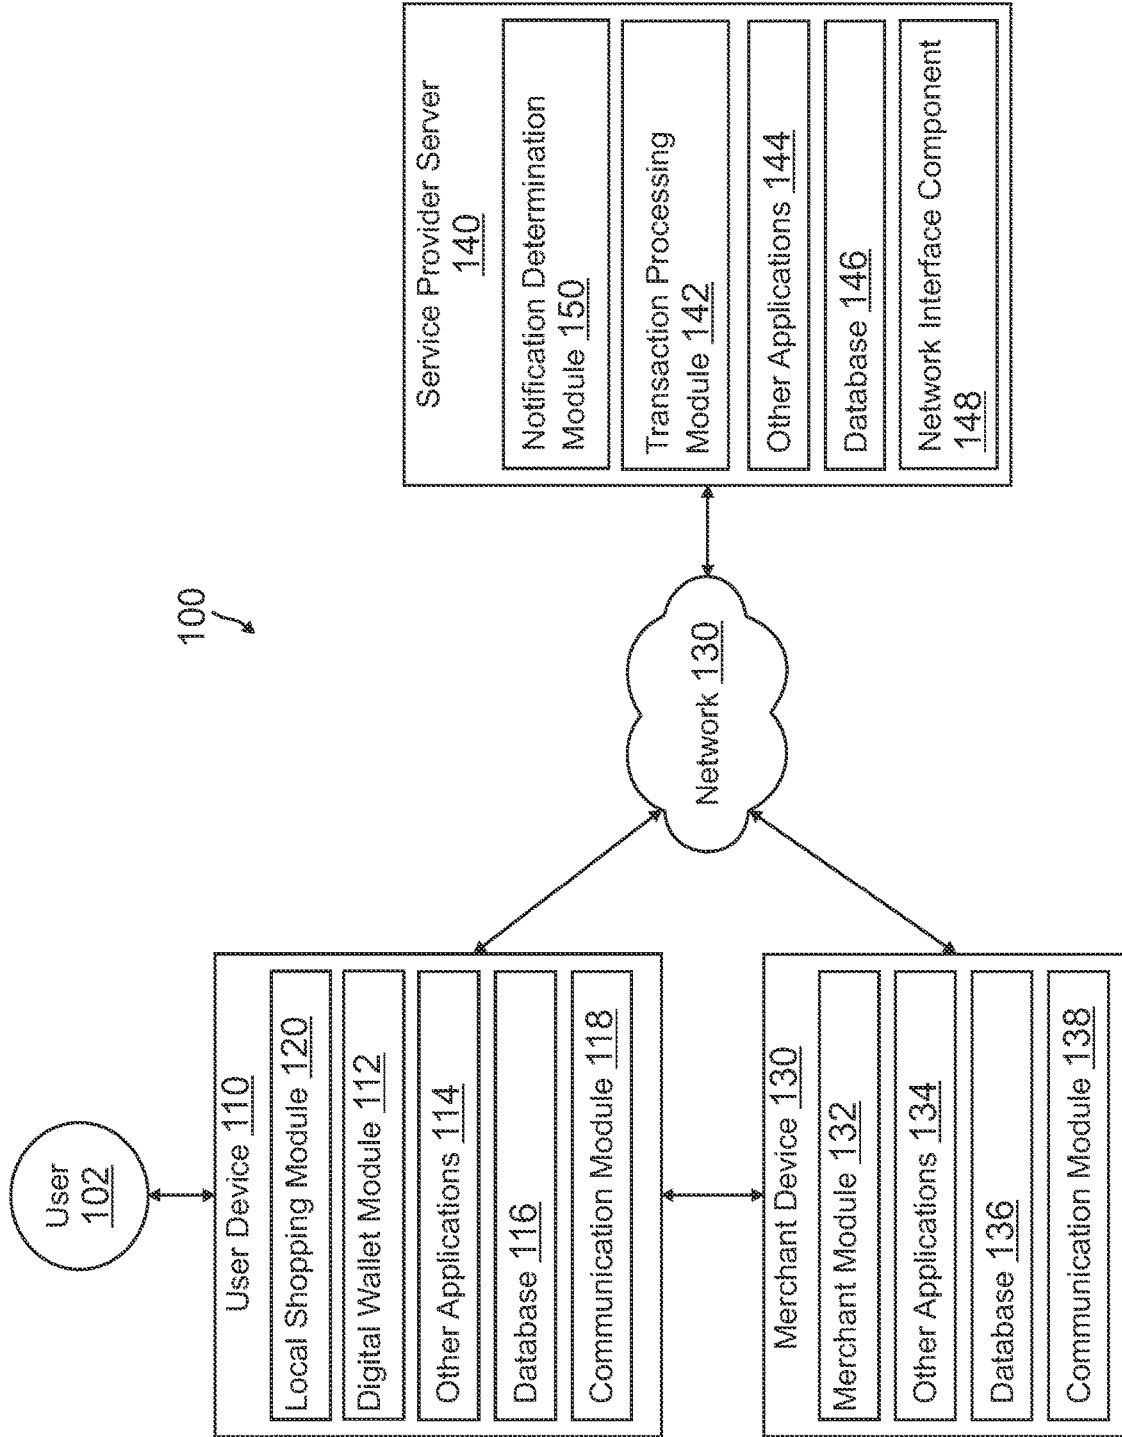 100
User
102
User Device 110
Local Shopping Module 120
Digital Wallet Module 112
Other Applications 114
Database 116
Communication Module 118
Merchant Device 130
Merchant Module 132
Other Applications 134
Database 136
Communication Module 138
Network 130
Service Provider Server
140
Notification Determination
Module 150
Transaction Processing
Module 142
Other Applications 144
Database 146
Network Interface Component
148